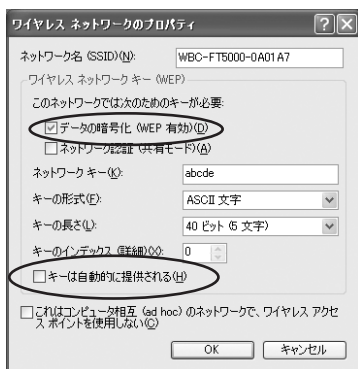 ワイヤレス ネットワークのプロパティ
ネットワーク名 (SSID)(N): WBC-FT5000-0A01A7
ワイヤレス ネットワーク キー (WEP)
このネットワークでは次のためのキーが必要:
データの暗号化 (WEP 有効)(D)
ネットワーク認証 (共有モード)(A)
ネットワーク キー(K): abcde
キーの形式(F): ASCII 文字
キーの長さ(L): 40 ビット (5 文字)
キーのインデックス (詳細)(X): 0
キーは自動的に提供される(H)
これはコンピュータ相互 (ad hoc) のネットワークで、ワイヤレス アクセ
ス ポイントを使用しない(C)
OK キャンセル